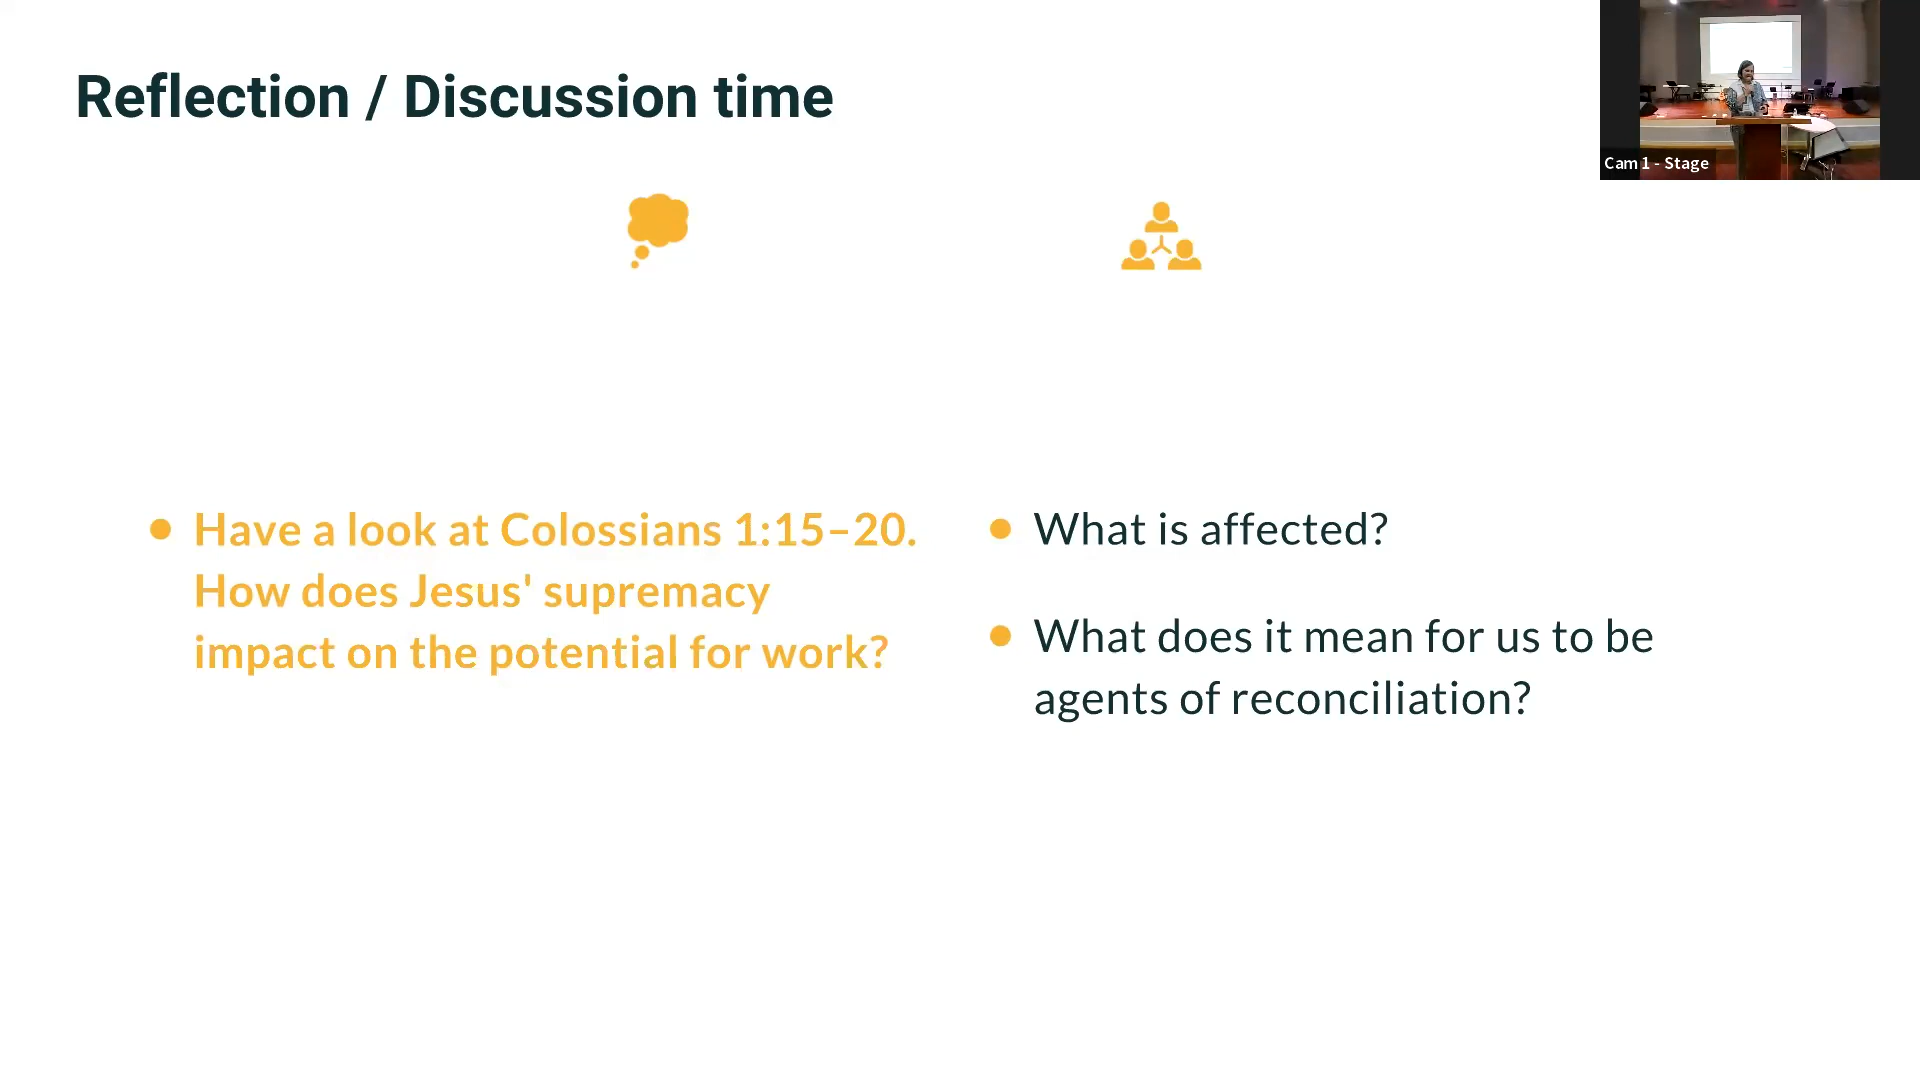 Reflection / Discussion time
Cam 1 - Stage
Have a look at Colossians 1:15–20.
How does Jesus' supremacy
impact on the potential for work?
What is affected?
What does it mean for us to be
agents of reconciliation?